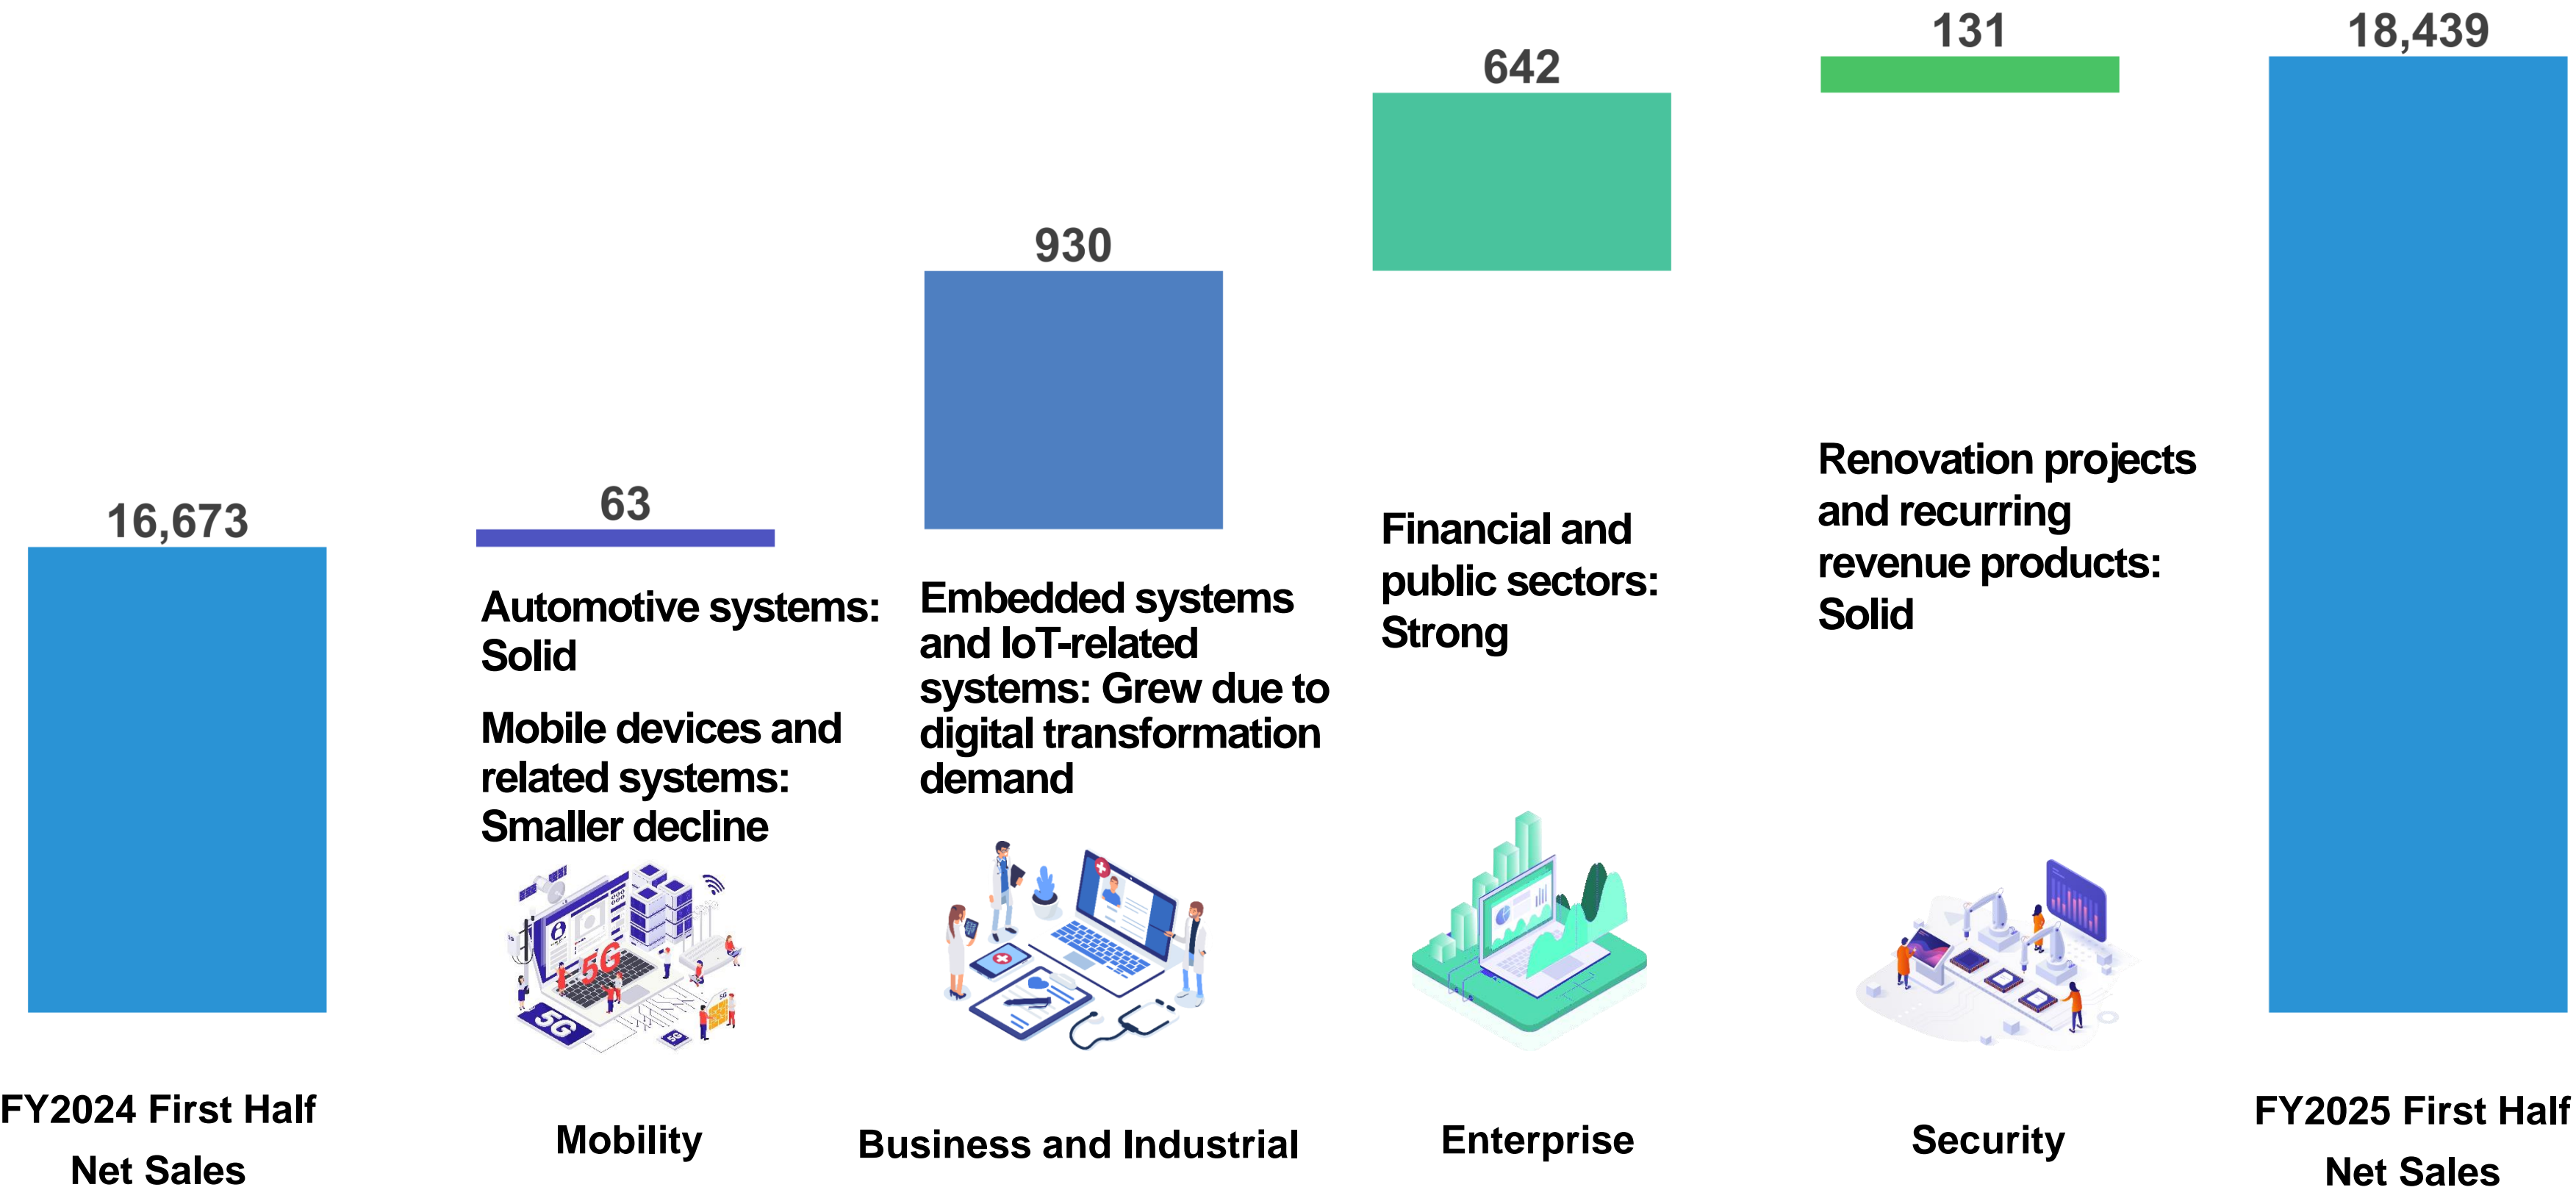 16,673
63
930
642
131
18,439
Automotive systems:
Solid
Mobile devices and
related systems:
Smaller decline
Embedded systems
and IoT-related
systems: Grew due to
digital transformation
demand
Financial and
public sectors:
Strong
Renovation projects
and recurring
revenue products:
Solid
5G
5G
5G
5G
FY2024 First Half
Net Sales
Mobility
Business and Industrial
Enterprise
Security
FY2025 First Half
Net Sales